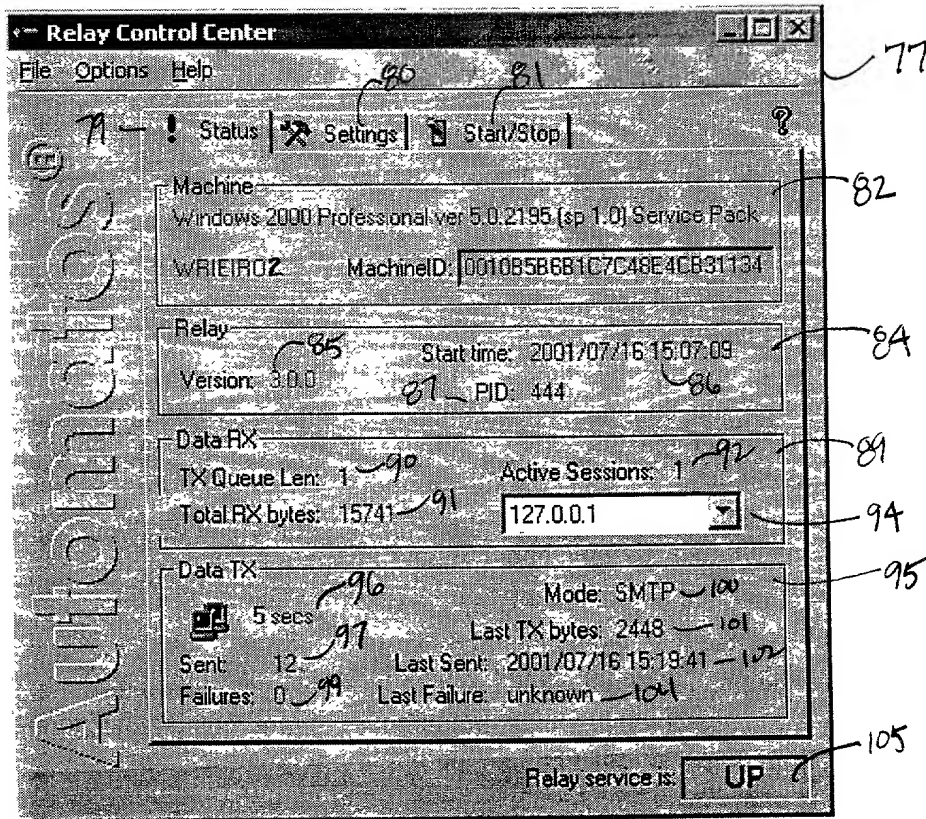 Relay Control Center
77
File Options Help
80 81
79 Status Settings Start/Stop ?
Automatos®
Machine 82
Windows 2000 Professional ver 5.0.2195 (sp 1.0) Service Pack
MachineID: 0010B5B6B1C7C48E4CB31134
Relay 84
85 Start time: 2001/07/16 15:07:09
Version: 3.0.0 86
87 PID: 444
Data RX 89
TX Queue Len: 1 90 Active Sessions: 1 92
Total RX bytes: 15741 91 127.0.0.1 94
Data TX 95
96 Mode: SMTP 100
5 secs
97 Last TX bytes: 2448 101
Sent: 12 Last Sent: 2001/07/16 15:19:41 102
Failures: 0 99 Last Failure: unknown 104
105
Relay service is: UP